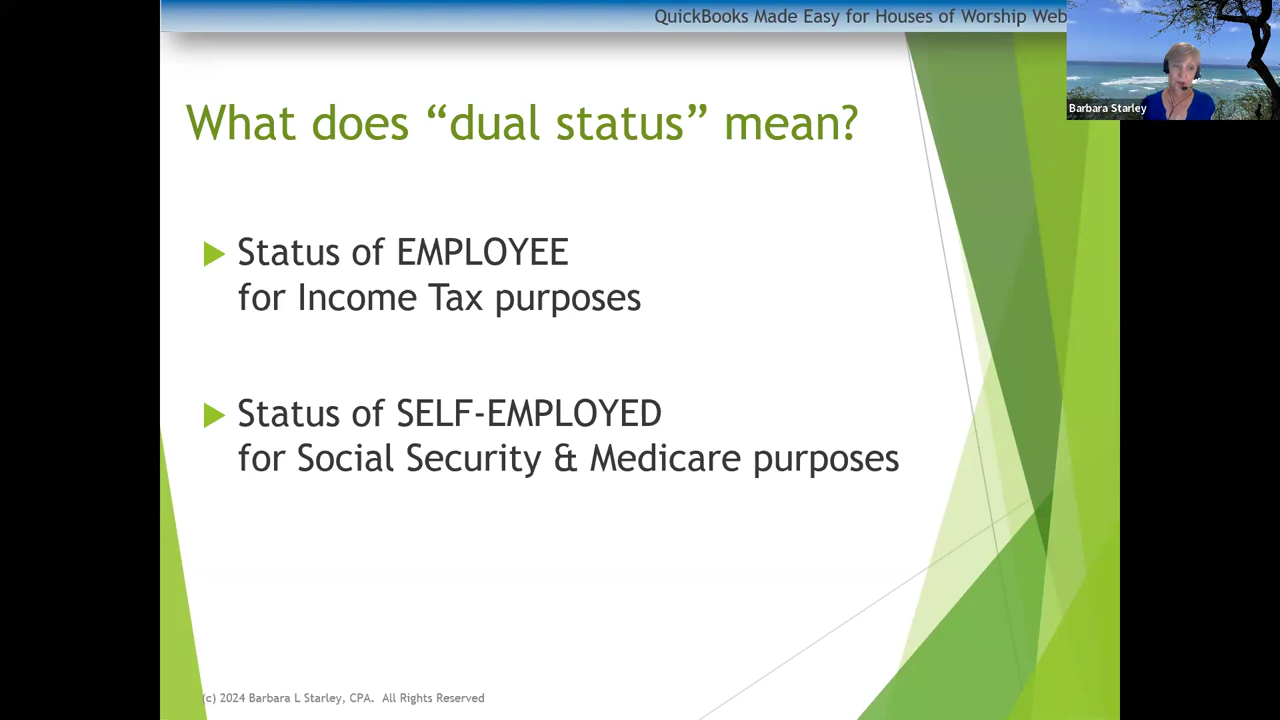 QuickBooks Made Easy for Houses of Worship Web
Barbara Starley
What does “dual status” mean?
Status of EMPLOYEE
for Income Tax purposes
Status of SELF-EMPLOYED
for Social Security & Medicare purposes
(c) 2024 Barbara L Starley, CPA. All Rights Reserved